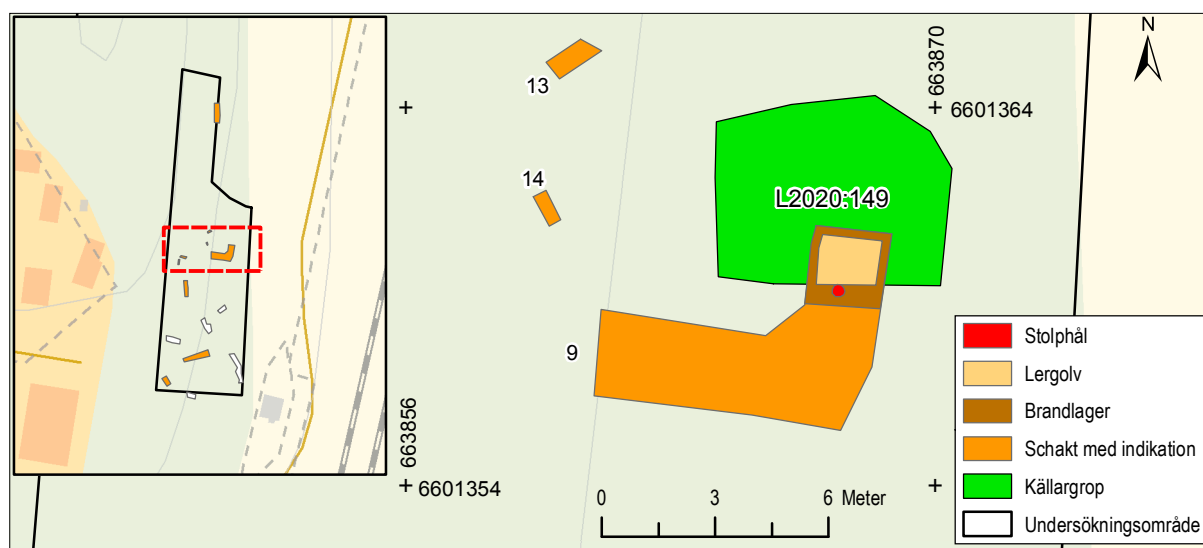 13
14
9
L2020:149
N
663870
6601364
663856
6601354
0 3 6 Meter
Stolphål
Lergolv
Brandlager
Schakt med indikation
Källargrop
Undersökningsområde